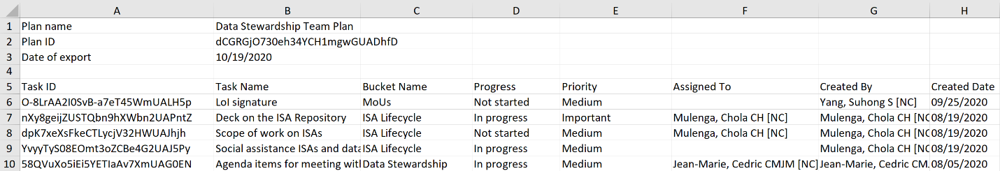 A B C D E F G H
1 Plan name Data Stewardship Team Plan
2 Plan ID dCGRGjO730eh34YCH1mgwGUADhfD
3 Date of export 10/19/2020
4
5 Task ID Task Name Bucket Name Progress Priority Assigned To Created By Created Date
6 O-8LrAA2I0SvB-a7eT45WmUALH5p LoI signature MoUs Not started Medium Yang, Suhong S [NC] 09/25/2020
7 nXy8geijZUSTQbn9hXWbn2UAPntZ Deck on the ISA Repository ISA Lifecycle In progress Important Mulenga, Chola CH [NC] Mulenga, Chola CH [NC 08/19/2020
8 dpK7xeXsFkeCTLycjV32HWUAJhjh Scope of work on ISAs ISA Lifecycle Not started Medium Mulenga, Chola CH [NC] Mulenga, Chola CH [NC 08/19/2020
9 YvyyTyS08EOmt3oZCBe4G2UAJ5Py Social assistance ISAs and data ISA Lifecycle In progress Medium Mulenga, Chola CH [NC 08/19/2020
10 58QVuXo5iEi5YETIaAv7XmUAG0EN Agenda items for meeting with Data Stewardship In progress Medium Jean-Marie, Cedric CMJM [NC] Jean-Marie, Cedric CM. 08/05/2020